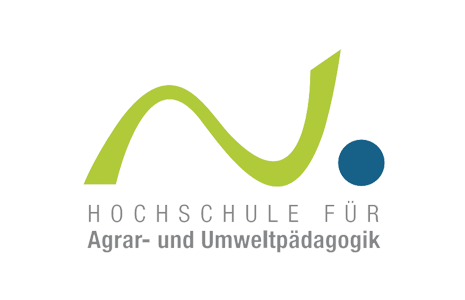 HOCHSCHULE FÜR
Agrar- und Umweltpädagogik